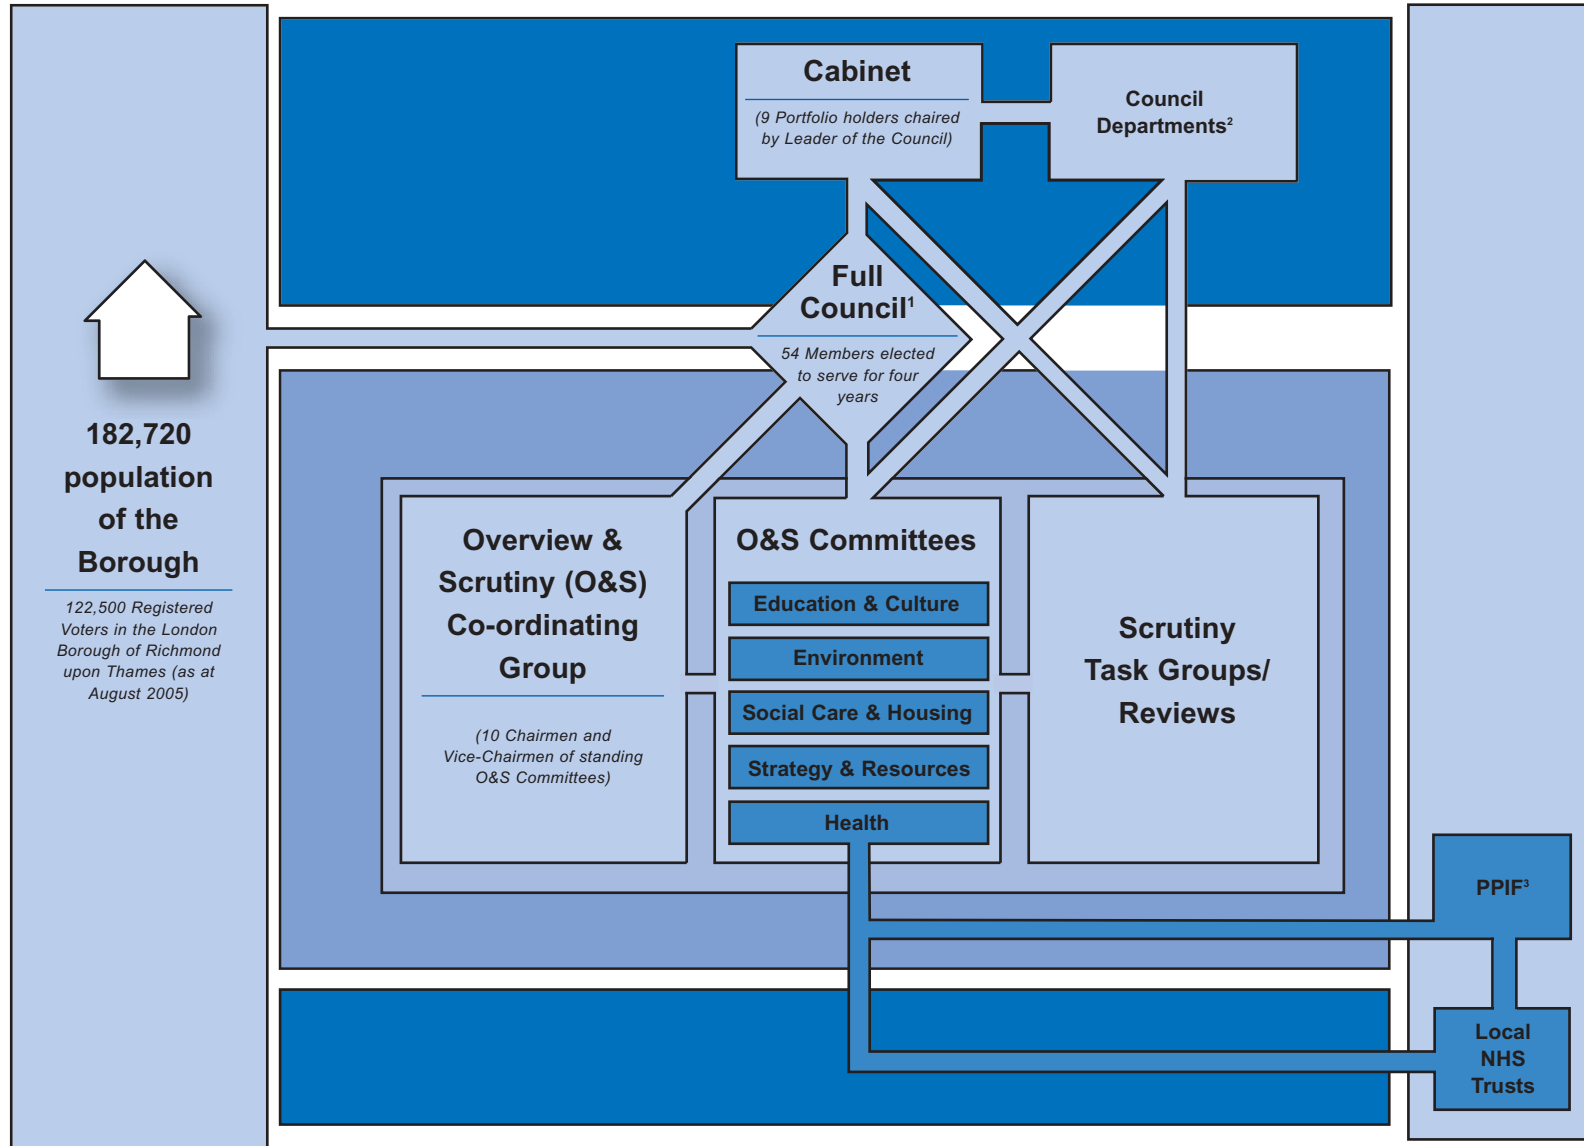 Cabinet
(9 Portfolio holders chaired
by Leader of the Council)
Council
Departments²
Full
Council¹
54 Members elected
to serve for four
years
182,720
population
of the
Borough
122,500 Registered
Voters in the London
Borough of Richmond
upon Thames (as at
August 2005)
Overview &
Scrutiny (O&S)
Co-ordinating
Group
(10 Chairmen and
Vice-Chairmen of standing
O&S Committees)
O&S Committees
Education & Culture
Environment
Social Care & Housing
Strategy & Resources
Health
Scrutiny
Task Groups/
Reviews
PPIF³
Local
NHS
Trusts